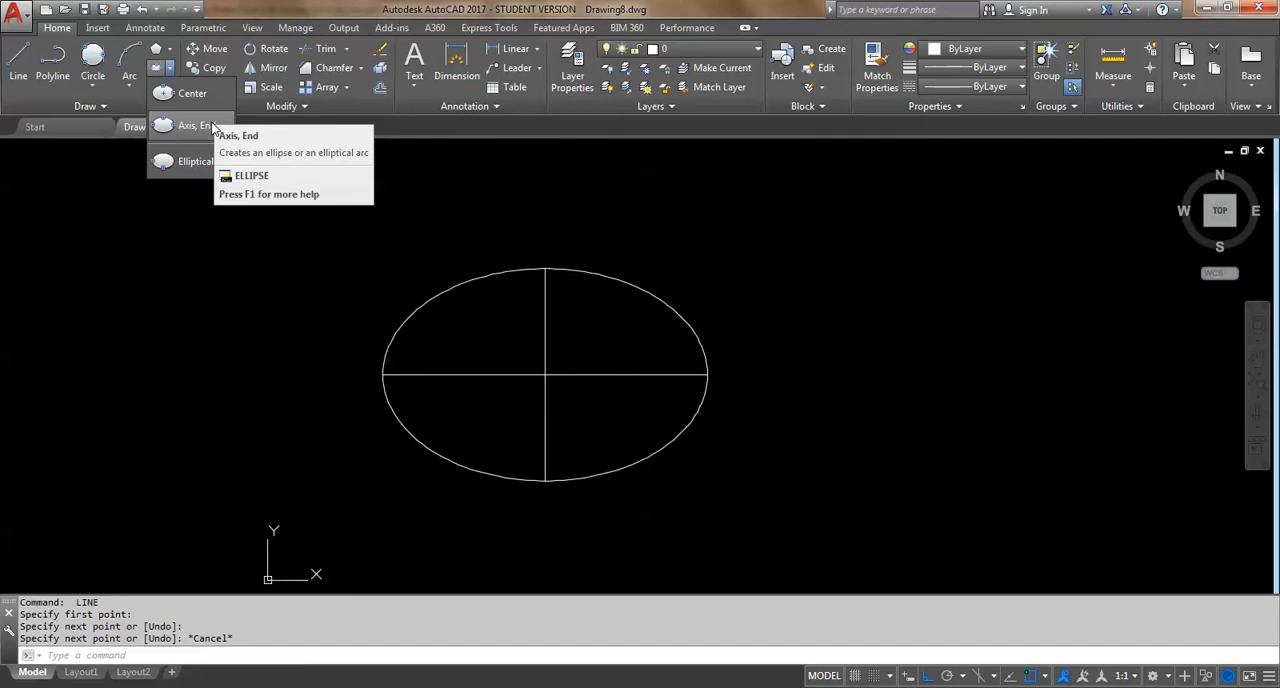 Autodesk AutoCAD 2017 - STUDENT VERSION Drawing8.dwg
Type a keyword or phrase
Sign In
Home Insert Annotate Parametric View Manage Output Add-ins A360 Express Tools Featured Apps BIM 360 Performance
Line Polyline Circle Arc
Move Rotate Trim
Copy Mirror Chamfer
Scale Array
Text Dimension
Linear
Leader
Table
Layer Properties
0
Make Current
Match Layer
Insert
Create
Edit
Match Properties
ByLayer
ByLayer
ByLayer
Group
Measure
Paste
Base
Draw Modify Annotation Layers Block Properties Groups Utilities Clipboard View
Start
Draw
Center
Axis, En
Elliptical
Axis, End
Creates an ellipse or an elliptical arc
ELLIPSE
Press F1 for more help
N
W TOP E
S
WCS
Y
X
Command: LINE
Specify first point:
Specify next point or [Undo]:
Specify next point or [Undo]: *Cancel*
Type a command
Model Layout1 Layout2
MODEL
1:1